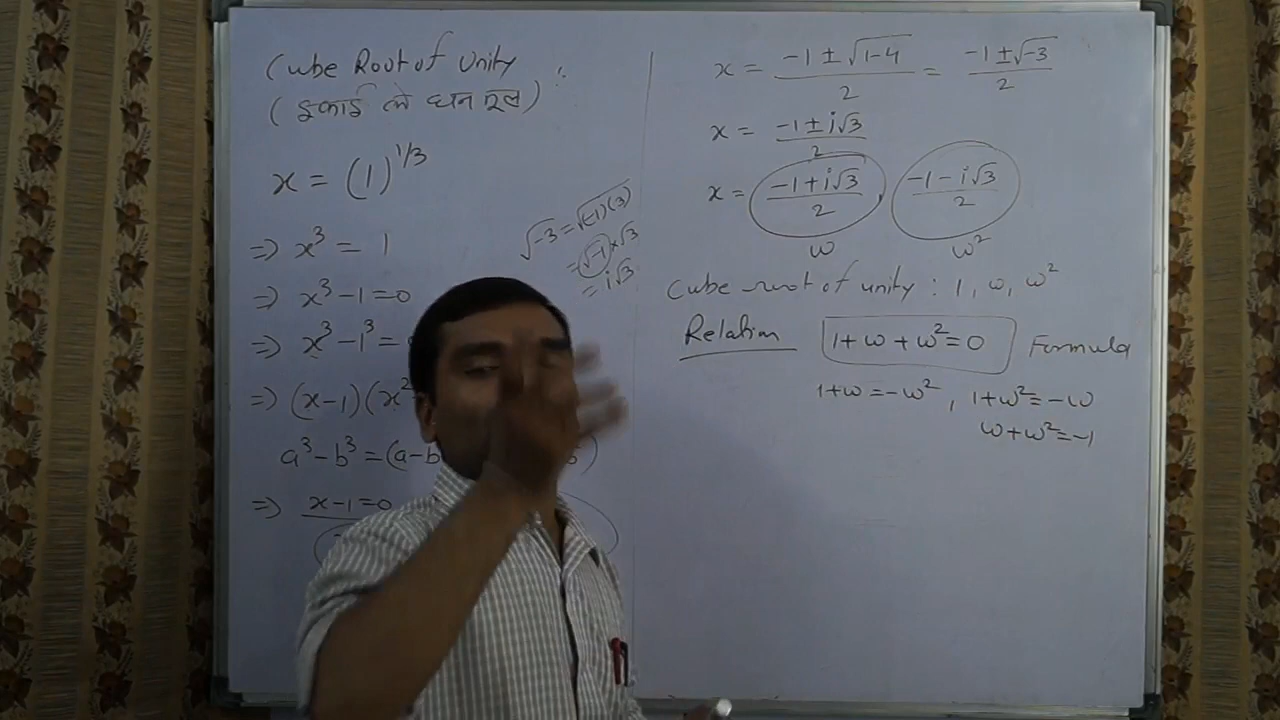 Cube Root of Unity :
(इकाई के घन मूल)
x = (1)^1/3
⇒ x³ = 1
⇒ x³ - 1 = 0
⇒ x³ - 1³ =
⇒ (x-1)(x²
a³ - b³ = (a-b
⇒ x-1=0
√-3 = √(-1)(3)
= √-1 × √3
= i√3
x = -1 ± √1-4 / 2 = -1 ± √-3 / 2
x = -1 ± i√3 / 2
x = -1 + i√3 / 2 , -1 - i√3 / 2
ω ω²
Cube root of unity : 1, ω, ω²
Relation 1 + ω + ω² = 0 Formula
1+ω = -ω² , 1+ω² = -ω
ω+ω² = -1